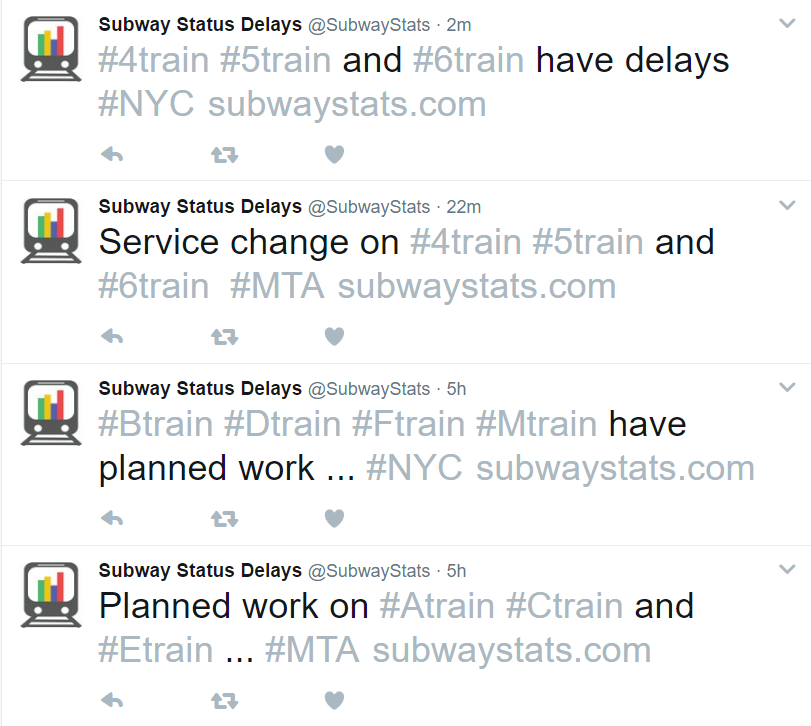 Subway Status Delays @SubwayStats · 2m
#4train #5train and #6train have delays
#NYC subwaystats.com
Subway Status Delays @SubwayStats · 22m
Service change on #4train #5train and
#6train #MTA subwaystats.com
Subway Status Delays @SubwayStats · 5h
#Btrain #Dtrain #Ftrain #Mtrain have
planned work ... #NYC subwaystats.com
Subway Status Delays @SubwayStats · 5h
Planned work on #Atrain #Ctrain and
#Etrain ... #MTA subwaystats.com